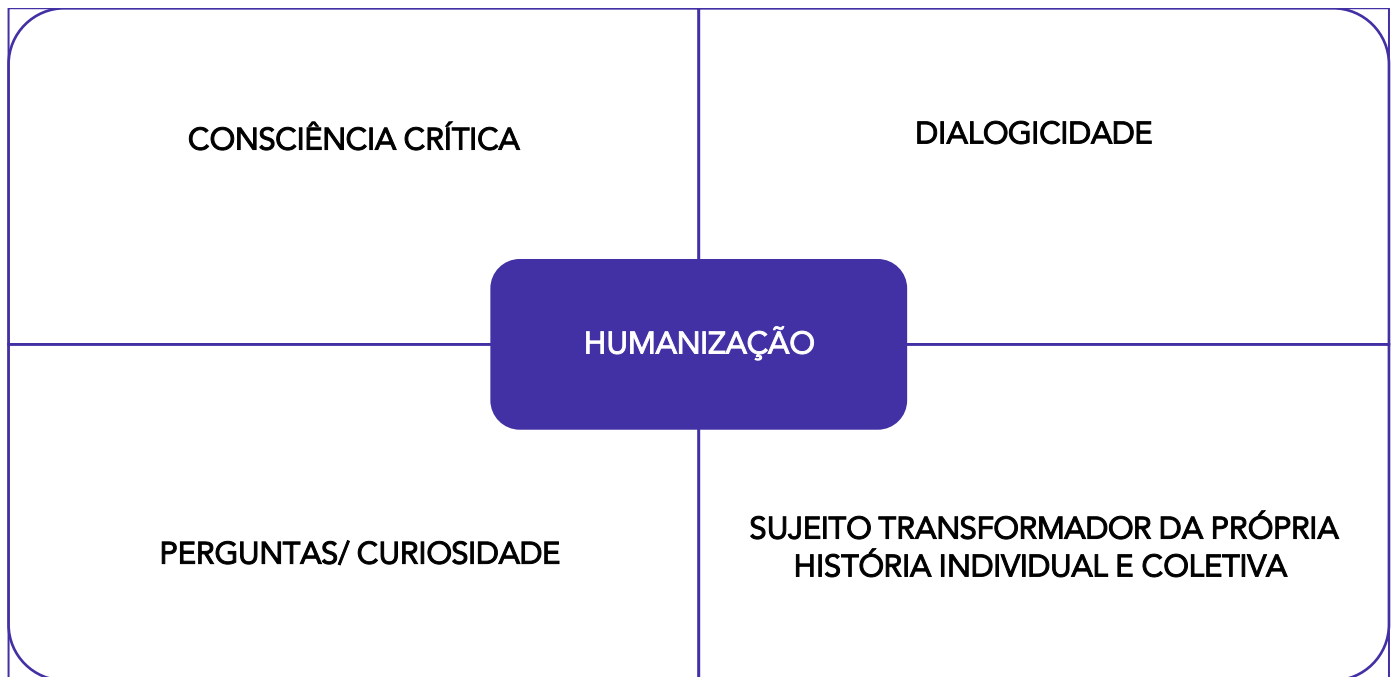 CONSCIÊNCIA CRÍTICA
DIALOGICIDADE
HUMANIZAÇÃO
PERGUNTAS/ CURIOSIDADE
SUJEITO TRANSFORMADOR DA PRÓPRIA
HISTÓRIA INDIVIDUAL E COLETIVA